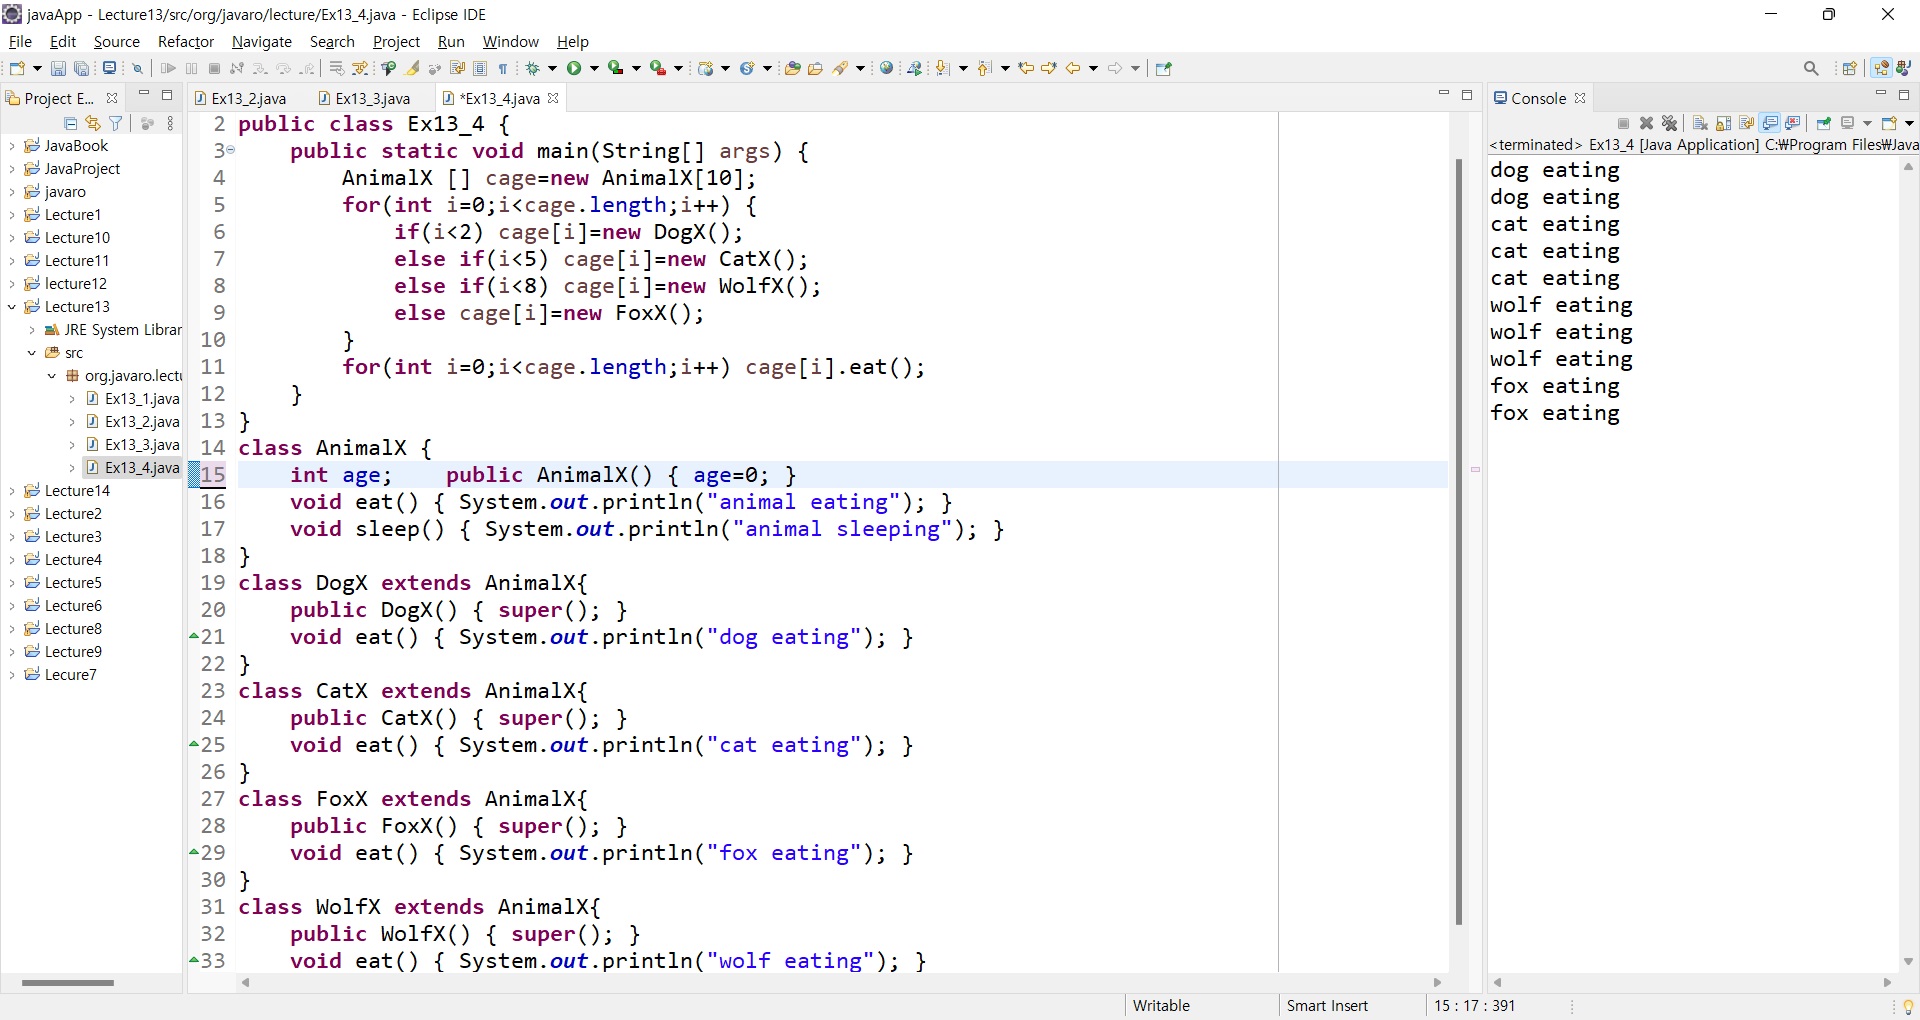 javaApp - Lecture13/src/org/javaro/lecture/Ex13_4.java - Eclipse IDE
File Edit Source Refactor Navigate Search Project Run Window Help
Project E...
JavaBook
JavaProject
javaro
Lecture1
Lecture10
Lecture11
lecture12
Lecture13
JRE System Librar
src
org.javaro.lectu
Ex13_1.java
Ex13_2.java
Ex13_3.java
Ex13_4.java
Lecture14
Lecture2
Lecture3
Lecture4
Lecture5
Lecture6
Lecture8
Lecture9
Lecure7
Ex13_2.java Ex13_3.java *Ex13_4.java
2 public class Ex13_4 {
3 public static void main(String[] args) {
4 AnimalX [] cage=new AnimalX[10];
5 for(int i=0;i<cage.length;i++) {
6 if(i<2) cage[i]=new DogX();
7 else if(i<5) cage[i]=new CatX();
8 else if(i<8) cage[i]=new WolfX();
9 else cage[i]=new FoxX();
10 }
11 for(int i=0;i<cage.length;i++) cage[i].eat();
12 }
13 }
14 class AnimalX {
15 int age; public AnimalX() { age=0; }
16 void eat() { System.out.println("animal eating"); }
17 void sleep() { System.out.println("animal sleeping"); }
18 }
19 class DogX extends AnimalX{
20 public DogX() { super(); }
21 void eat() { System.out.println("dog eating"); }
22 }
23 class CatX extends AnimalX{
24 public CatX() { super(); }
25 void eat() { System.out.println("cat eating"); }
26 }
27 class FoxX extends AnimalX{
28 public FoxX() { super(); }
29 void eat() { System.out.println("fox eating"); }
30 }
31 class WolfX extends AnimalX{
32 public WolfX() { super(); }
33 void eat() { System.out.println("wolf eating"); }
Console
<terminated> Ex13_4 [Java Application] C:₩Program Files₩Java
dog eating
dog eating
cat eating
cat eating
cat eating
wolf eating
wolf eating
wolf eating
fox eating
fox eating
Writable Smart Insert 15 : 17 : 391